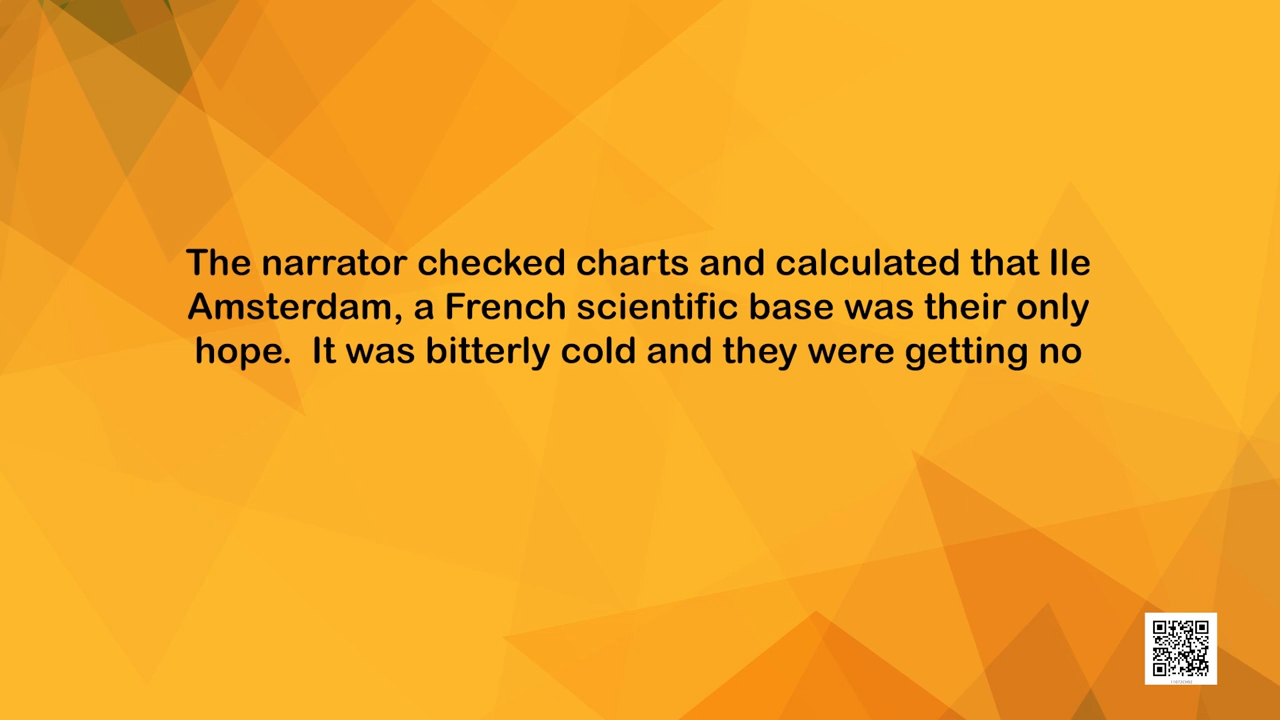 The narrator checked charts and calculated that Ile
Amsterdam, a French scientific base was their only
hope.  It was bitterly cold and they were getting no